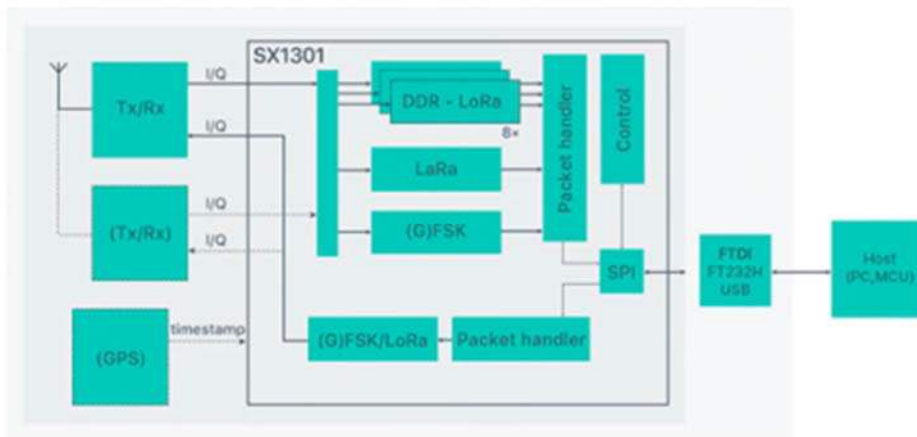 SX1301
I/Q
Tx/Rx
I/Q
DDR - LoRa
8×
Packet handler
Control
LaRa
(Tx/Rx)
I/Q
I/Q
(G)FSK
SPI
FTDI
FT232H
USB
Host
(PC,MCU)
timestamp
(GPS)
(G)FSK/LoRa
Packet handler